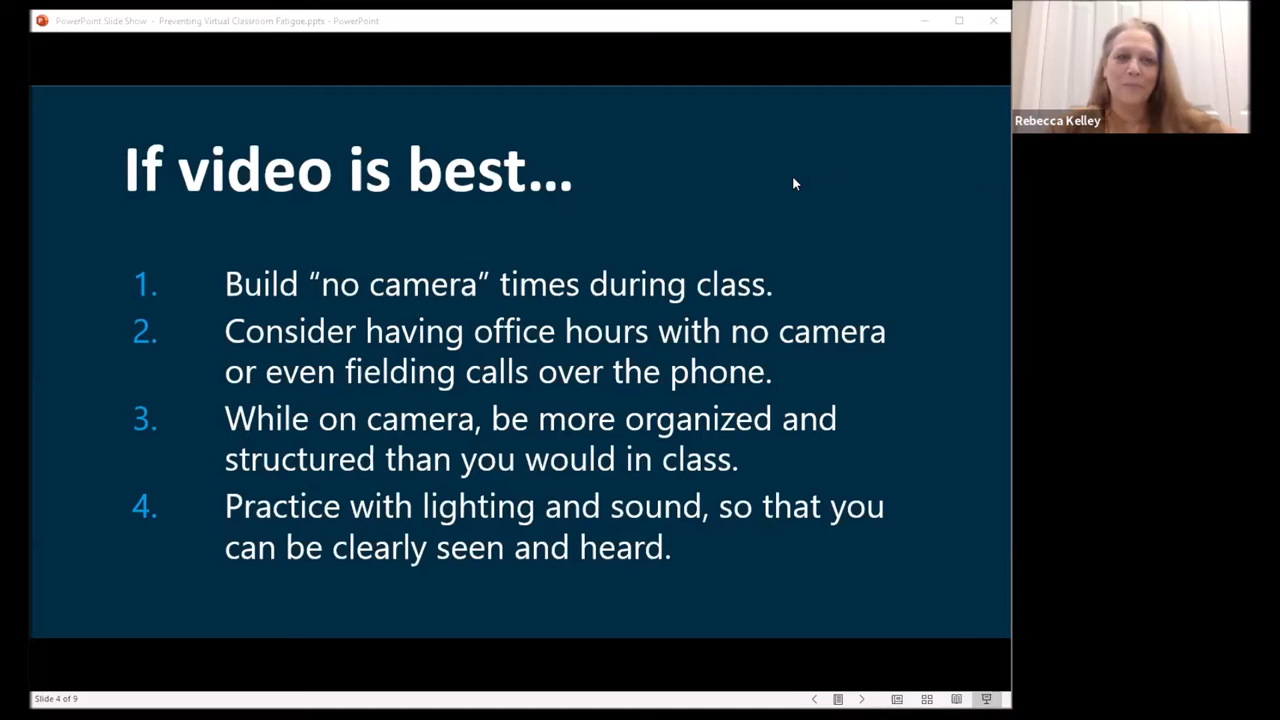 PowerPoint Slide Show - Preventing Virtual Classroom Fatigue.pptx - PowerPoint
Rebecca Kelley
If video is best...
1. Build “no camera” times during class.
2. Consider having office hours with no camera
or even fielding calls over the phone.
3. While on camera, be more organized and
structured than you would in class.
4. Practice with lighting and sound, so that you
can be clearly seen and heard.
Slide 4 of 9